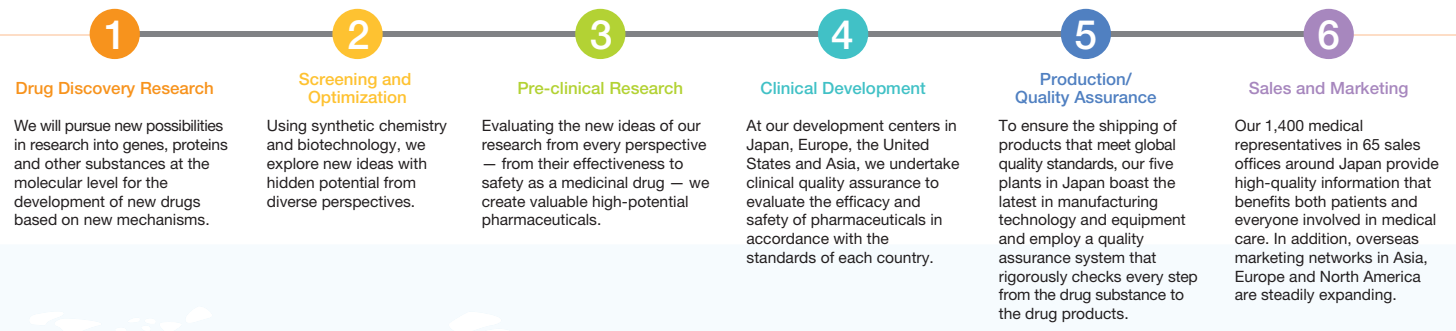 1
Drug Discovery Research
We will pursue new possibilities
in research into genes, proteins
and other substances at the
molecular level for the
development of new drugs
based on new mechanisms.
2
Screening and
Optimization
Using synthetic chemistry
and biotechnology, we
explore new ideas with
hidden potential from
diverse perspectives.
3
Pre-clinical Research
Evaluating the new ideas of our
research from every perspective
— from their effectiveness to
safety as a medicinal drug — we
create valuable high-potential
pharmaceuticals.
4
Clinical Development
At our development centers in
Japan, Europe, the United
States and Asia, we undertake
clinical quality assurance to
evaluate the efficacy and
safety of pharmaceuticals in
accordance with the
standards of each country.
5
Production/
Quality Assurance
To ensure the shipping of
products that meet global
quality standards, our five
plants in Japan boast the
latest in manufacturing
technology and equipment
and employ a quality
assurance system that
rigorously checks every step
from the drug substance to
the drug products.
6
Sales and Marketing
Our 1,400 medical
representatives in 65 sales
offices around Japan provide
high-quality information that
benefits both patients and
everyone involved in medical
care. In addition, overseas
marketing networks in Asia,
Europe and North America
are steadily expanding.